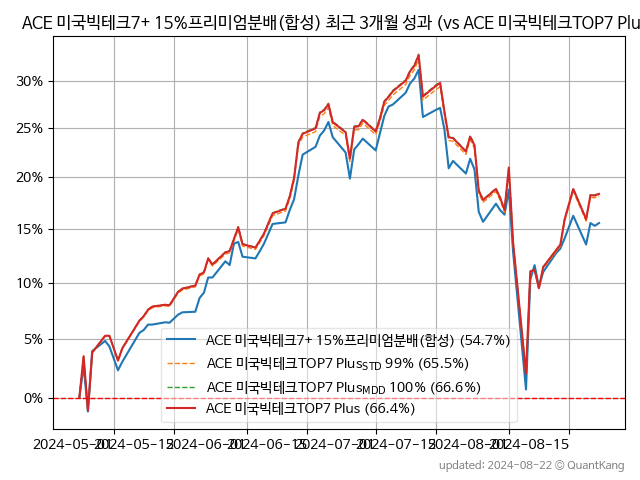 ACE 미국빅테크7+ 15%프리미엄분배(합성) 최근 3개월 성과 (vs ACE 미국빅테크TOP7 Plu
30%
25%
20%
15%
10%
5%
0%
ACE 미국빅테크7+ 15%프리미엄분배(합성) (54.7%)
ACE 미국빅테크TOP7 PlusSTD 99% (65.5%)
ACE 미국빅테크TOP7 PlusMDD 100% (66.6%)
ACE 미국빅테크TOP7 Plus (66.4%)
2024-05-01 2024-05-15 2024-06-01 2024-06-15 2024-07-01 2024-07-15 2024-08-01 2024-08-15
updated: 2024-08-22 © QuantKang